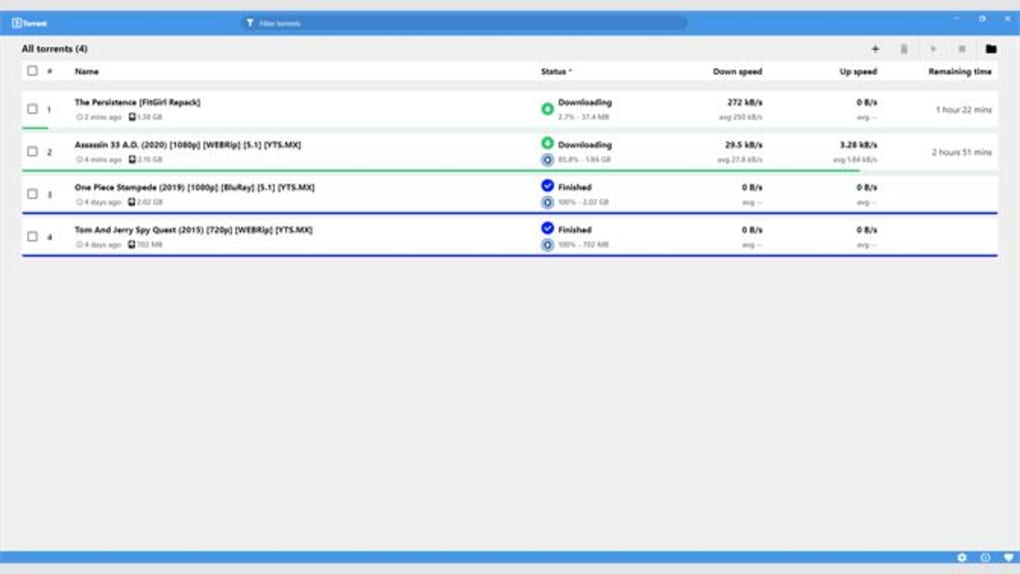 Torrent
Filter torrents
All torrents (4)
# Name Status Down speed Up speed Remaining time
1 The Persistence [FitGirl Repack] Downloading 272 kB/s 0 B/s 1 hour 22 mins
2 mins ago 1.38 GB 2.7% - 37.4 MB avg 250 kB/s avg --
2 Assassin 33 A.D. (2020) [1080p] [WEBRip] [5.1] [YTS.MX] Downloading 29.5 kB/s 3.28 kB/s 2 hours 51 mins
4 mins ago 2.15 GB 85.8% - 1.84 GB avg 27.8 kB/s avg 1.84 kB/s
3 One Piece Stampede (2019) [1080p] [BluRay] [5.1] [YTS.MX] Finished 0 B/s 0 B/s
4 days ago 2.02 GB 100% - 2.02 GB avg -- avg --
4 Tom And Jerry Spy Quest (2015) [720p] [WEBRip] [YTS.MX] Finished 0 B/s 0 B/s
4 days ago 702 MB 100% - 702 MB avg -- avg --